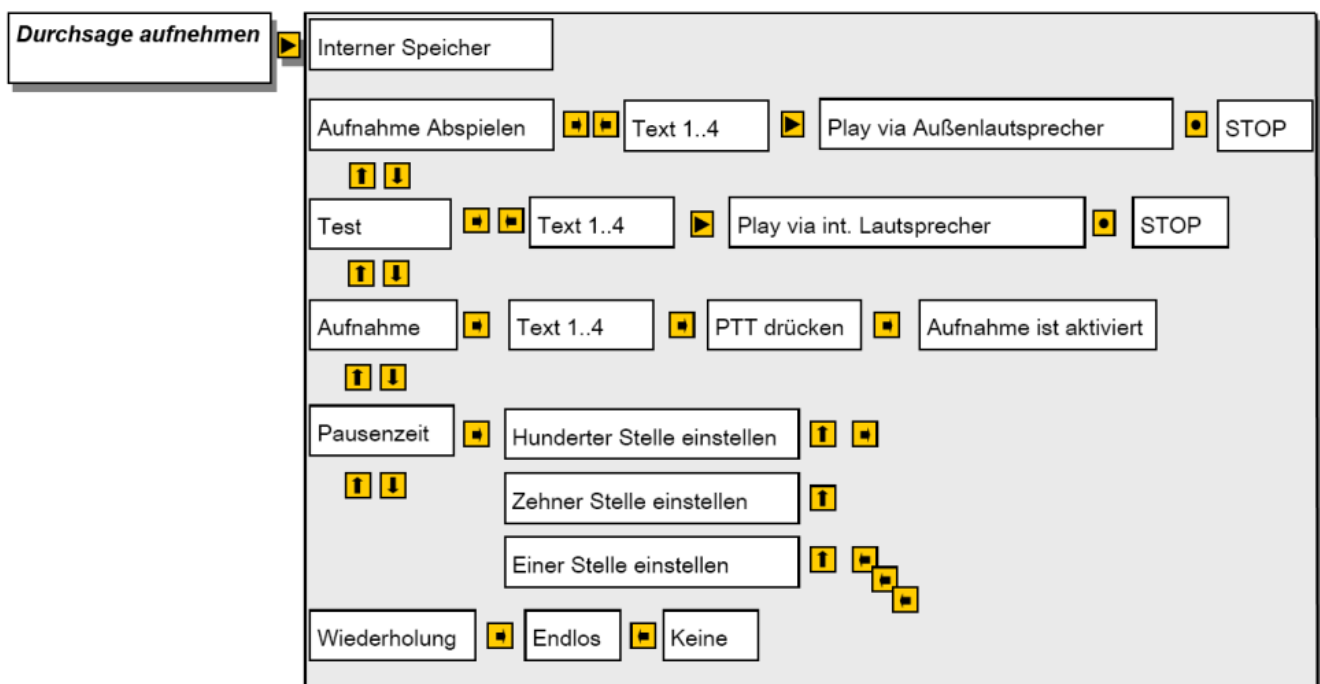 Durchsage aufnehmen
Interner Speicher
Aufnahme Abspielen Text 1..4 Play via Außenlautsprecher STOP
Test Text 1..4 Play via int. Lautsprecher STOP
Aufnahme Text 1..4 PTT drücken Aufnahme ist aktiviert
Pausenzeit Hunderter Stelle einstellen
Zehner Stelle einstellen
Einer Stelle einstellen
Wiederholung Endlos Keine